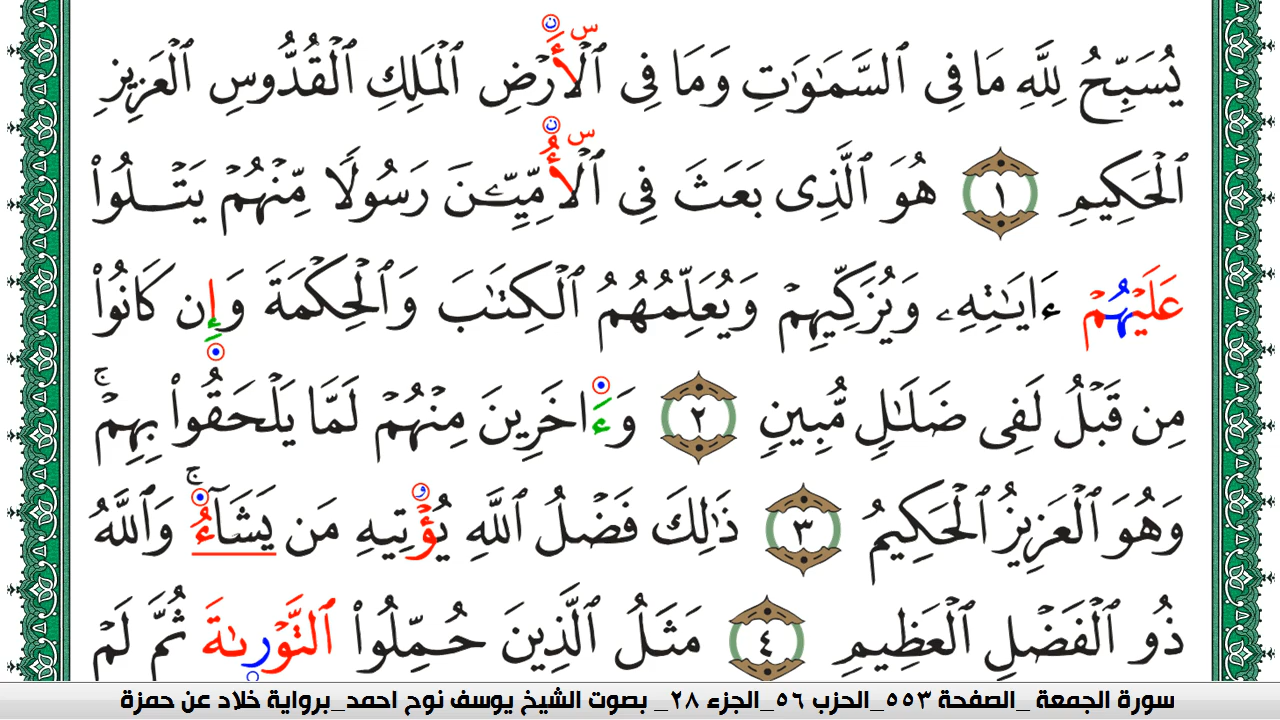 يُسَبِّحُ لِلَّهِ مَا فِى ٱلسَّمَٰوَٰتِ وَمَا فِى ٱلْأَرْضِ ٱلْمَلِكِ ٱلْقُدُّوسِ ٱلْعَزِيزِ
ٱلْحَكِيمِ ١ هُوَ ٱلَّذِى بَعَثَ فِى ٱلْأُمِّيِّـۧنَ رَسُولًا مِّنْهُمْ يَتْلُوا۟
عَلَيْهُمْ ءَايَٰتِهِۦ وَيُزَكِّيهِمْ وَيُعَلِّمُهُمُ ٱلْكِتَٰبَ وَٱلْحِكْمَةَ وَإِن كَانُوا۟
مِن قَبْلُ لَفِى ضَلَٰلٍ مُّبِينٍ ٢ وَءَاخَرِينَ مِنْهُمْ لَمَّا يَلْحَقُوا۟ بِهِمْ ۚ
وَهُوَ ٱلْعَزِيزُ ٱلْحَكِيمُ ٣ ذَٰلِكَ فَضْلُ ٱللَّهِ يُؤْتِيهِ مَن يَشَآءُ ۚ وَٱللَّهُ
ذُو ٱلْفَضْلِ ٱلْعَظِيمِ ٤ مَثَلُ ٱلَّذِينَ حُمِّلُوا۟ ٱلتَّوْرِىٰةَ ثُمَّ لَمْ
سورة الجمعة _الصفحة ٥٥٣_الحزب ٥٦_الجزء ٢٨_ بصوت الشيخ يوسف نوح احمد_برواية خلاد عن حمزة